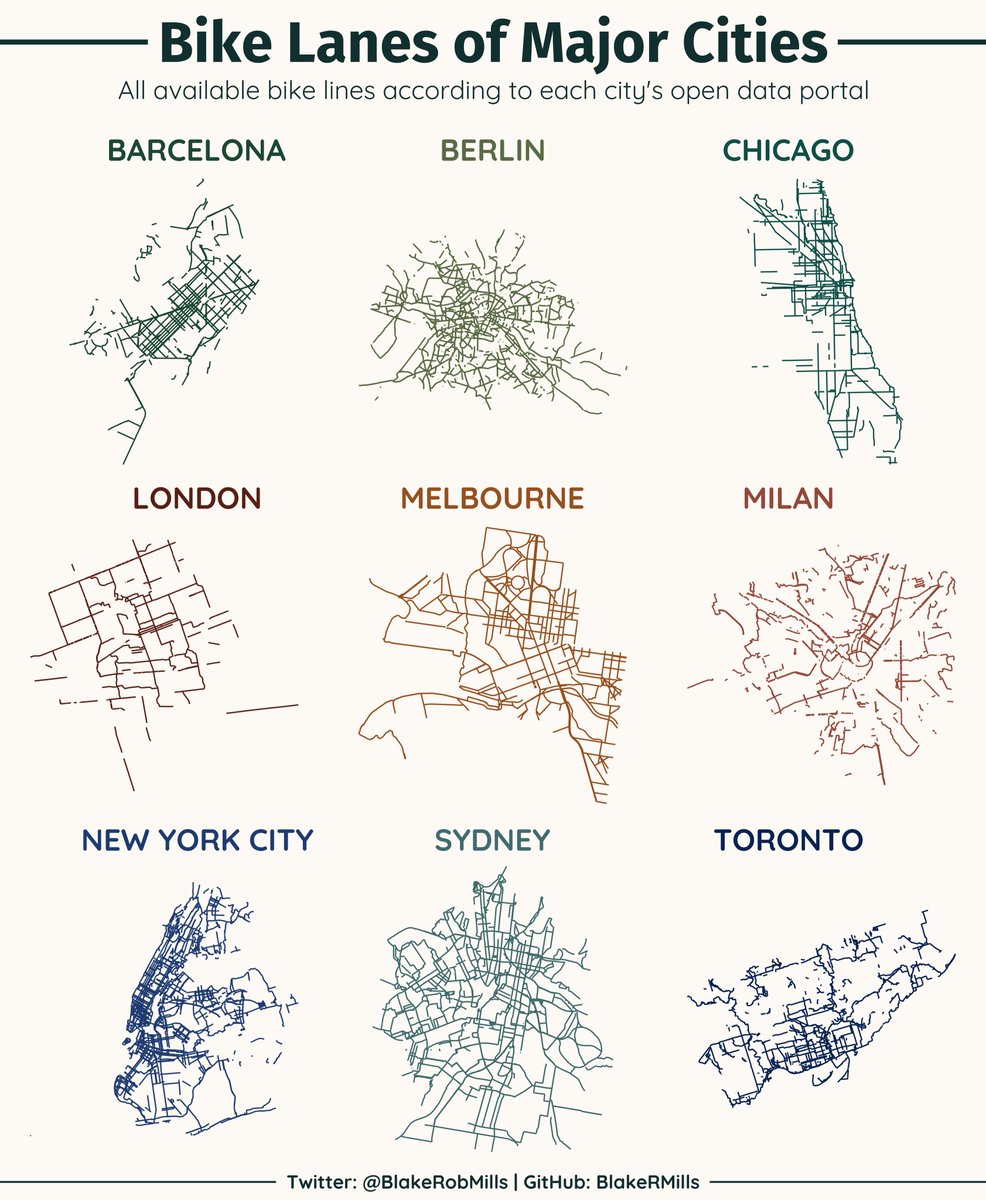 Bike Lanes of Major Cities
All available bike lines according to each city's open data portal
BARCELONA
BERLIN
CHICAGO
LONDON
MELBOURNE
MILAN
NEW YORK CITY
SYDNEY
TORONTO
Twitter: @BlakeRobMills | GitHub: BlakeRMills